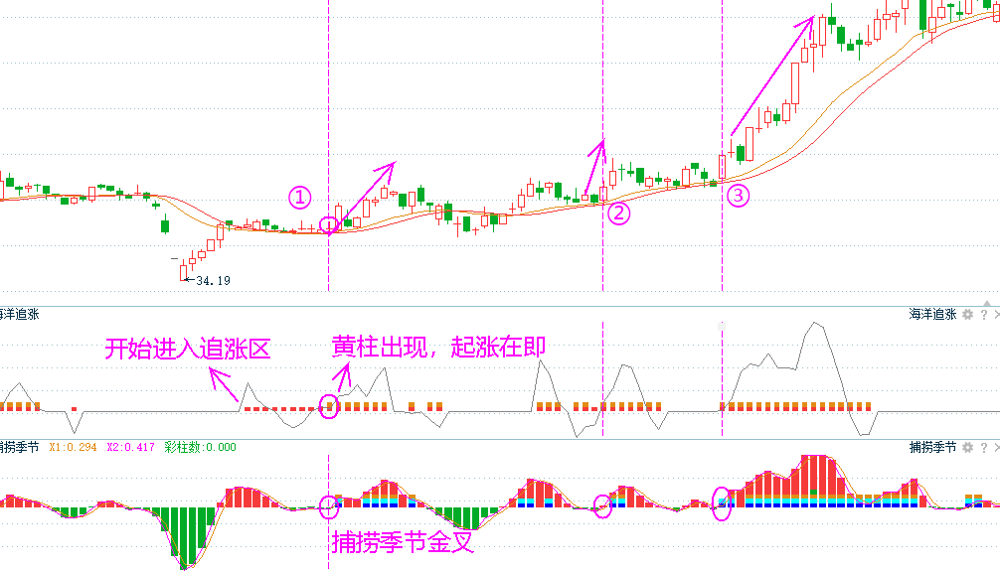 ①
②
③
34.19
海洋追涨
海洋追涨 ?
开始进入追涨区
黄柱出现，起涨在即
捕捞季节 X1:0.294 X2:0.417 彩柱数:0.000
捕捞季节 ?
捕捞季节金叉